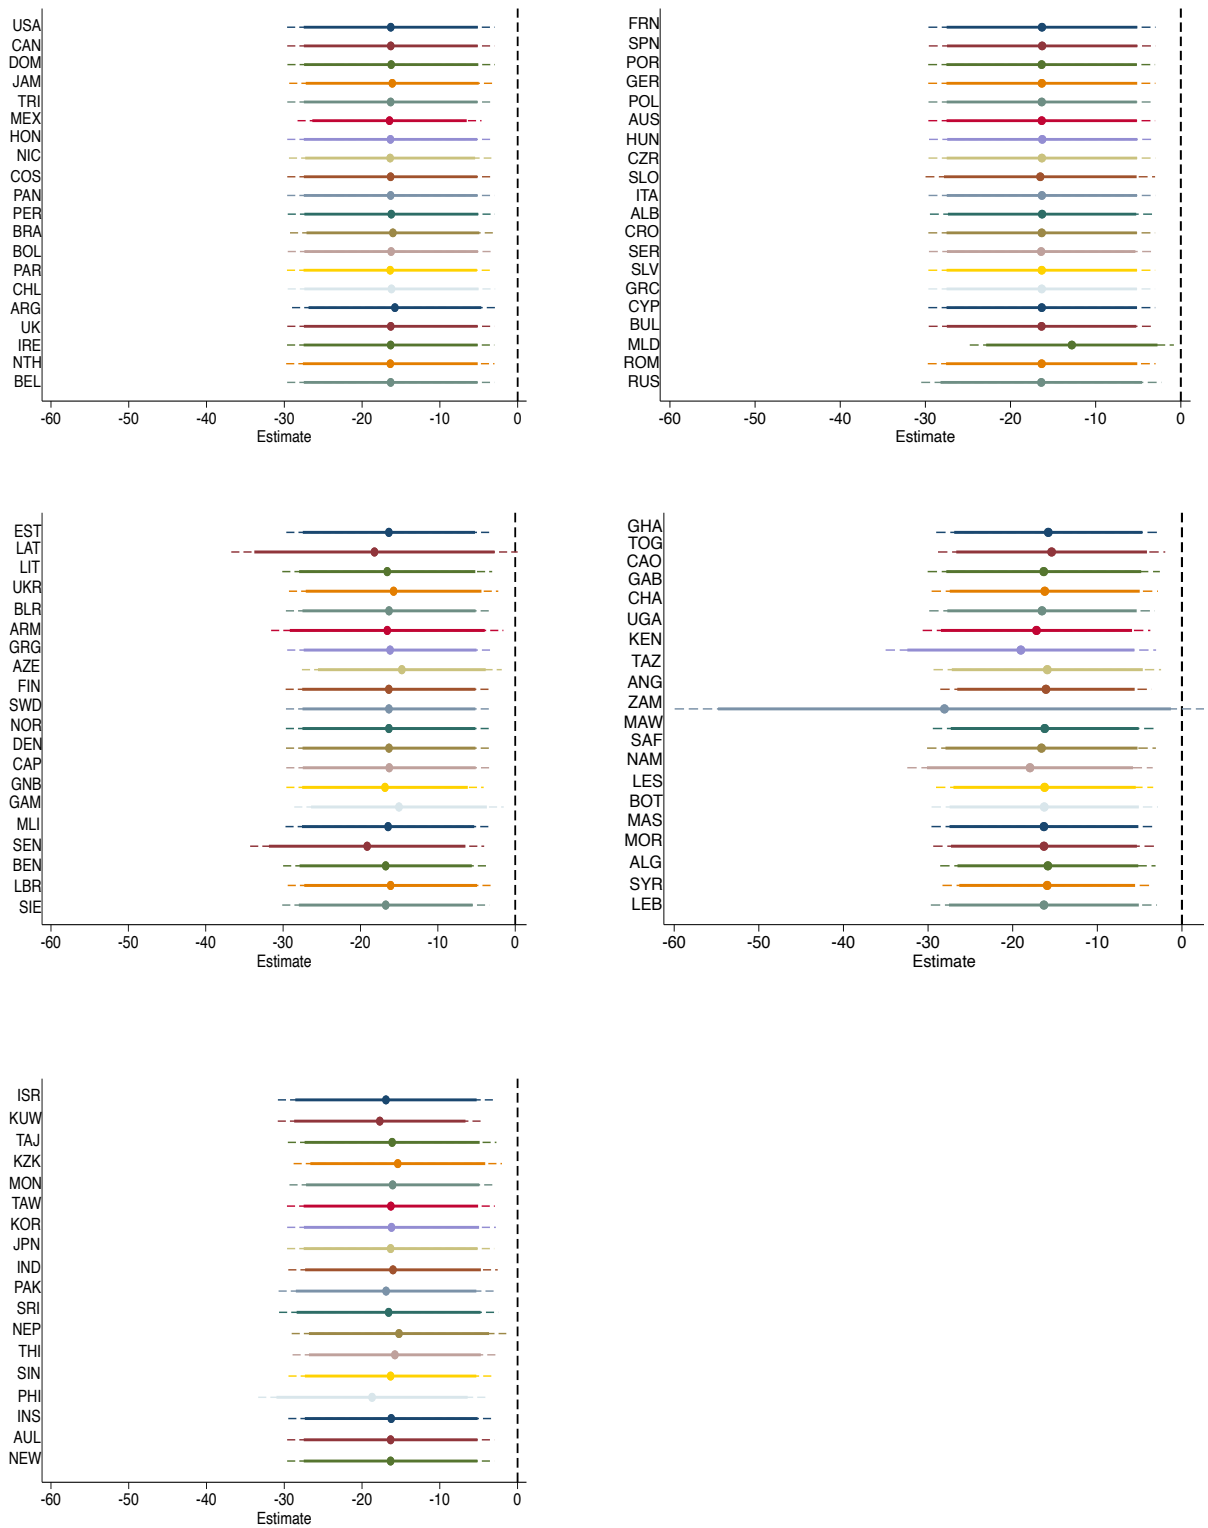 USA
CAN
DOM
JAM
TRI
MEX
HON
NIC
COS
PAN
PER
BRA
BOL
PAR
CHL
ARG
UK
IRE
NTH
BEL
-60 -50 -40 -30 -20 -10 0
Estimate
FRN
SPN
POR
GER
POL
AUS
HUN
CZR
SLO
ITA
ALB
CRO
SER
SLV
GRC
CYP
BUL
MLD
ROM
RUS
-60 -50 -40 -30 -20 -10 0
Estimate
EST
LAT
LIT
UKR
BLR
ARM
GRG
AZE
FIN
SWD
NOR
DEN
CAP
GNB
GAM
MLI
SEN
BEN
LBR
SIE
-60 -50 -40 -30 -20 -10 0
Estimate
GHA
TOG
CAO
GAB
CHA
UGA
KEN
TAZ
ANG
ZAM
MAW
SAF
NAM
LES
BOT
MAS
MOR
ALG
SYR
LEB
-60 -50 -40 -30 -20 -10 0
Estimate
ISR
KUW
TAJ
KZK
MON
TAW
KOR
JPN
IND
PAK
SRI
NEP
THI
SIN
PHI
INS
AUL
NEW
-60 -50 -40 -30 -20 -10 0
Estimate